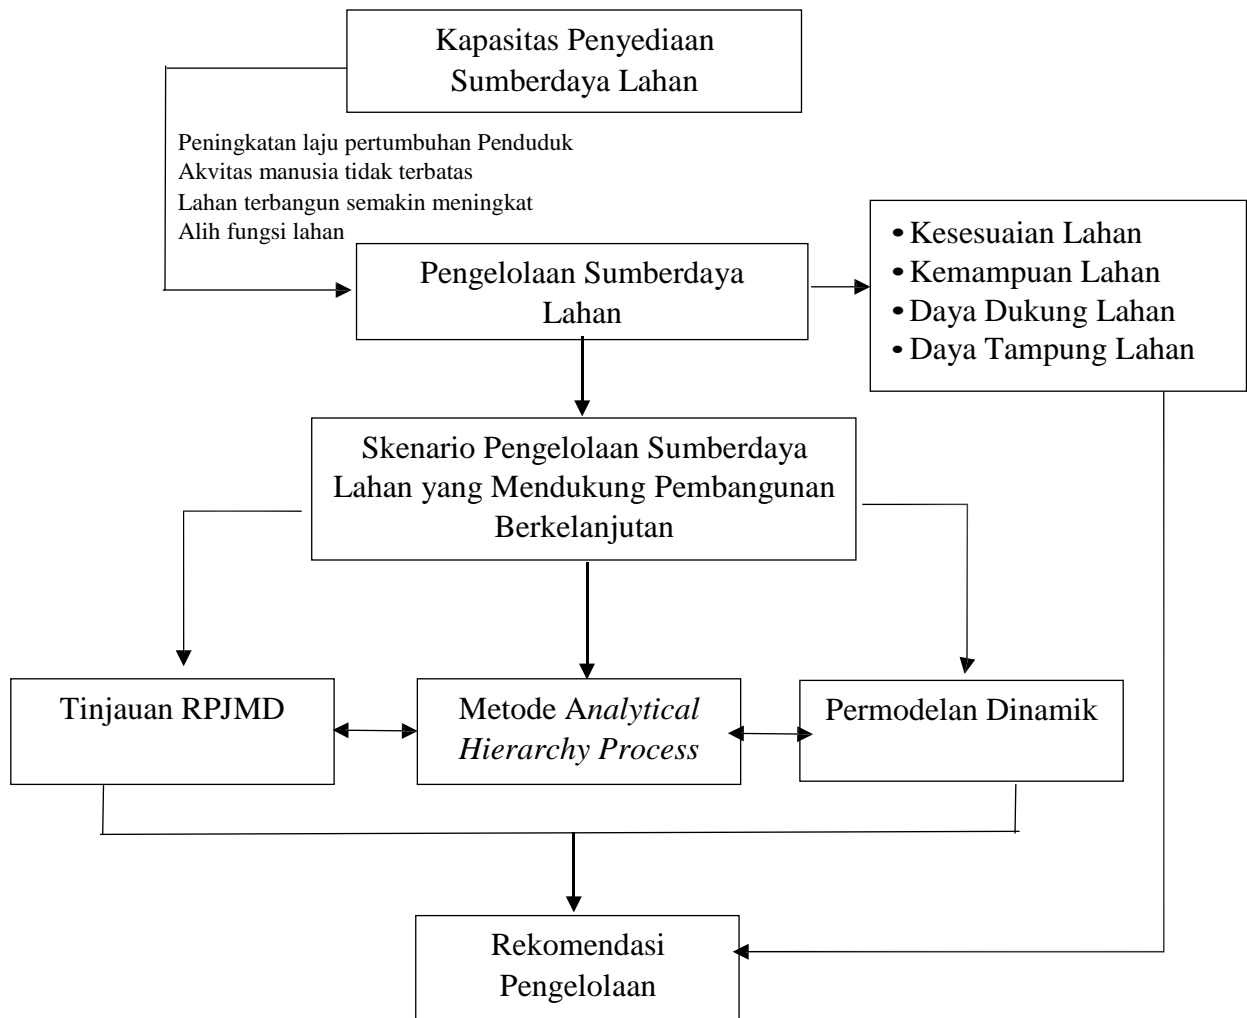 Kapasitas Penyediaan
Sumberdaya Lahan
Peningkatan laju pertumbuhan Penduduk
Akvitas manusia tidak terbatas
Lahan terbangun semakin meningkat
Alih fungsi lahan
Pengelolaan Sumberdaya
Lahan
• Kesesuaian Lahan
• Kemampuan Lahan
• Daya Dukung Lahan
• Daya Tampung Lahan
Skenario Pengelolaan Sumberdaya
Lahan yang Mendukung Pembangunan
Berkelanjutan
Tinjauan RPJMD
Metode Analytical
Hierarchy Process
Permodelan Dinamik
Rekomendasi
Pengelolaan